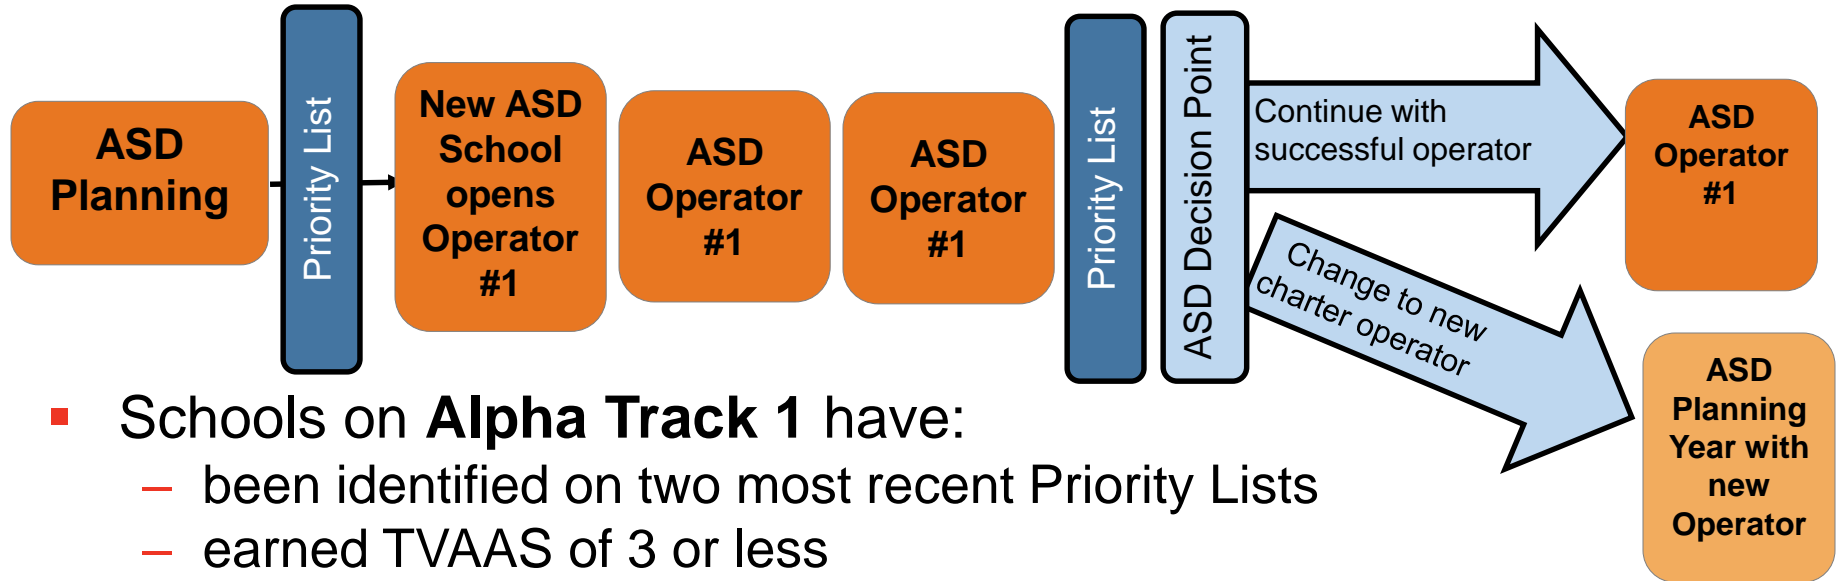 ASD
Planning
Priority List
New ASD
School
opens
Operator
#1
ASD
Operator
#1
ASD
Operator
#1
Priority List
ASD Decision Point
Continue with
successful operator
ASD
Operator
#1
Change to new
charter operator
ASD
Planning
Year with
new
Operator
▪ Schools on Alpha Track 1 have:
– been identified on two most recent Priority Lists
– earned TVAAS of 3 or less